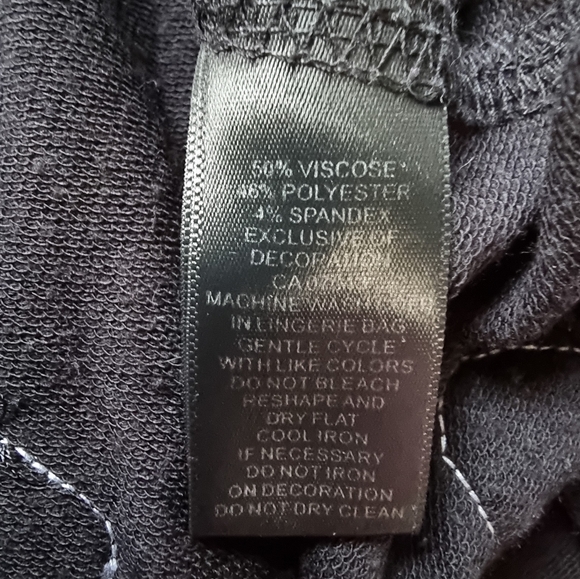 50% VISCOSE
46% POLYESTER
4% SPANDEX
EXCLUSIVE OF
DECORATION
MACHINE WASH
IN LINGERIE BAG
GENTLE CYCLE
WITH LIKE COLORS
DO NOT BLEACH
RESHAPE AND
DRY FLAT
COOL IRON
IF NECESSARY
DO NOT IRON
ON DECORATION
DO NOT DRY CLEAN